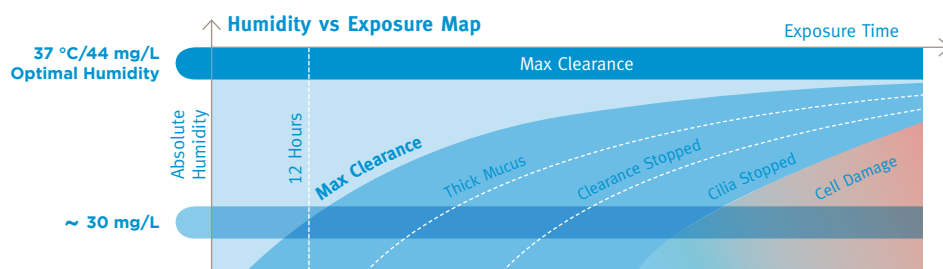 Humidity vs Exposure Map
Exposure Time
37 °C/44 mg/L
Optimal Humidity
Max Clearance
Absolute
Humidity
12 Hours
Max Clearance
Thick Mucus
Clearance Stopped
Cilia Stopped
Cell Damage
~ 30 mg/L